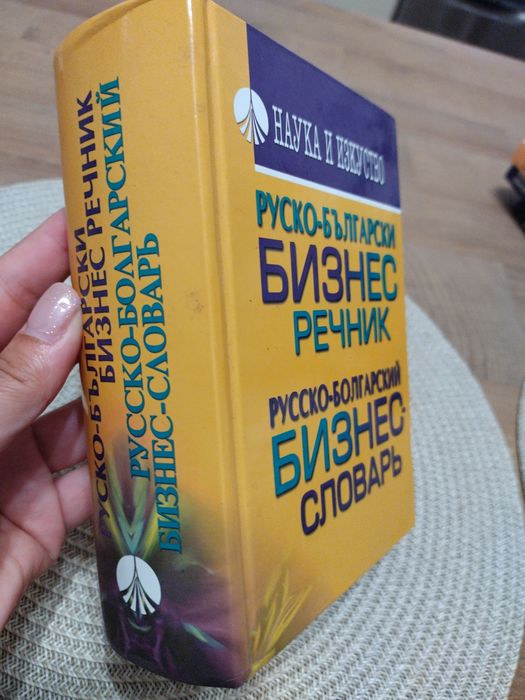 НАУКА И ИЗКУСТВО
РУСКО-БЪЛГАРСКИ
БИЗНЕС
РЕЧНИК
РУССКО-БОЛГАРСКИЙ
БИЗНЕС-
СЛОВАРЬ
РУСКО-БЪЛГАРСКИ
БИЗНЕС РЕЧНИК
РУССКО-БОЛГАРСКИЙ
БИЗНЕС-СЛОВАРЬ